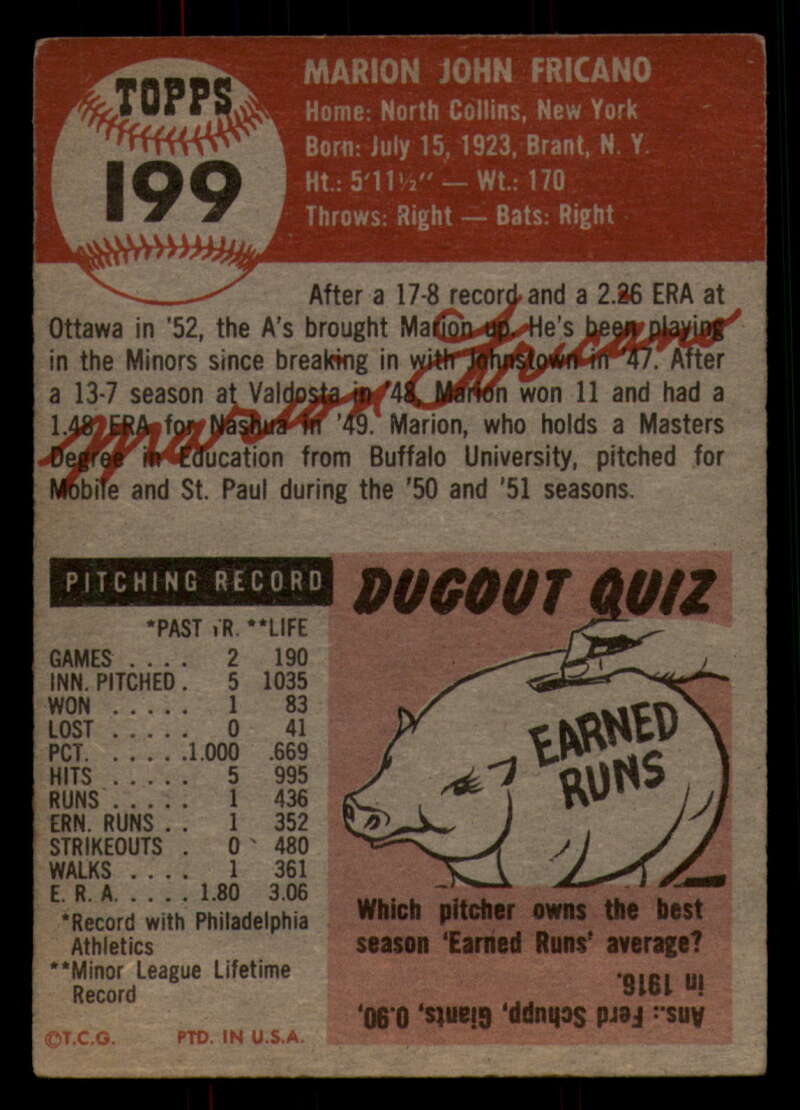 TOPPS
199
MARION JOHN FRICANO
Home: North Collins, New York
Born: July 15, 1923, Brant, N. Y.
Ht.: 5'11½" — Wt.: 170
Throws: Right — Bats: Right
After a 17-8 record and a 2.26 ERA at
Ottawa in '52, the A's brought Marion up. He's been playing
in the Minors since breaking in with Johnstown in '47. After
a 13-7 season at Valdosta in '48, Marion won 11 and had a
1.48 ERA for Nashua in '49. Marion, who holds a Masters
Degree in Education from Buffalo University, pitched for
Mobile and St. Paul during the '50 and '51 seasons.
Marion Fricano
PITCHING RECORD
*PAST YR. **LIFE
GAMES .... 2 190
INN. PITCHED. 5 1035
WON ..... 1 83
LOST ..... 0 41
PCT. ..... 1.000 .669
HITS ..... 5 995
RUNS ..... 1 436
ERN. RUNS .. 1 352
STRIKEOUTS . 0 480
WALKS .... 1 361
E. R. A. .... 1.80 3.06
*Record with Philadelphia
Athletics
**Minor League Lifetime
Record
©T.C.G. PTD. IN U.S.A.
DUGOUT QUIZ
EARNED
RUNS
Which pitcher owns the best
season 'Earned Runs' average?
Ans.: Ferd Schupp, Giants, 0.90,
in 1916.